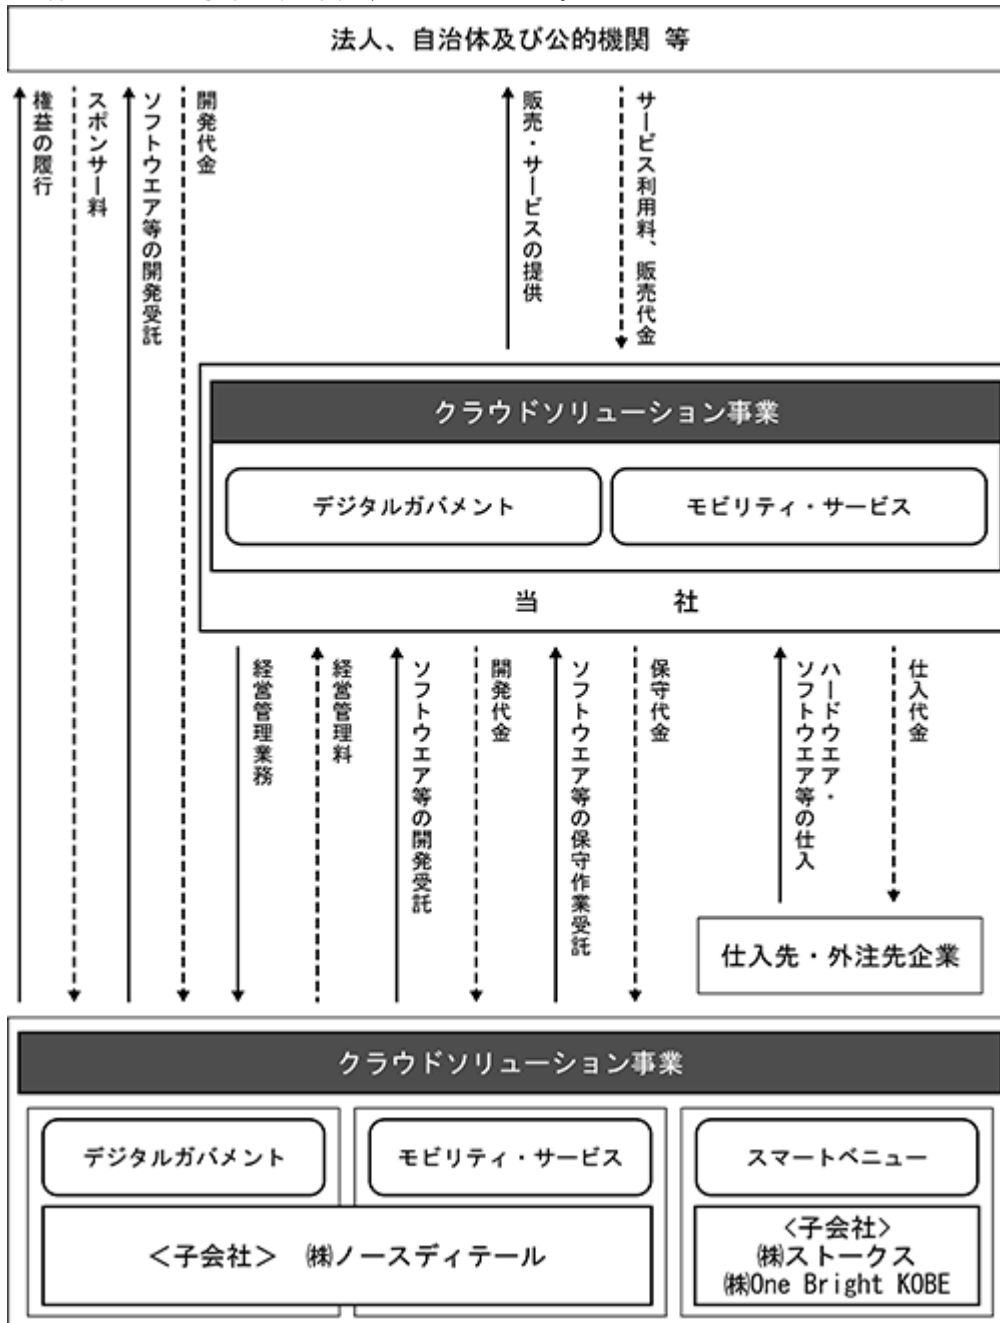 法人、自治体及び公的機関 等
権益の履行
スポンサー料
ソフトウエア等の開発受託
開発代金
販売・サービスの提供
サービス利用料、販売代金
クラウドソリューション事業
デジタルガバメント
モビリティ・サービス
当 社
経営管理業務
経営管理料
ソフトウエア等の開発受託
開発代金
ソフトウエア等の保守作業受託
保守代金
ハードウエア・
ソフトウエア等の仕入
仕入代金
仕入先・外注先企業
クラウドソリューション事業
デジタルガバメント
モビリティ・サービス
スマートベニュー
＜子会社＞ ㈱ノースディテール
＜子会社＞
㈱ストークス
㈱One Bright KOBE